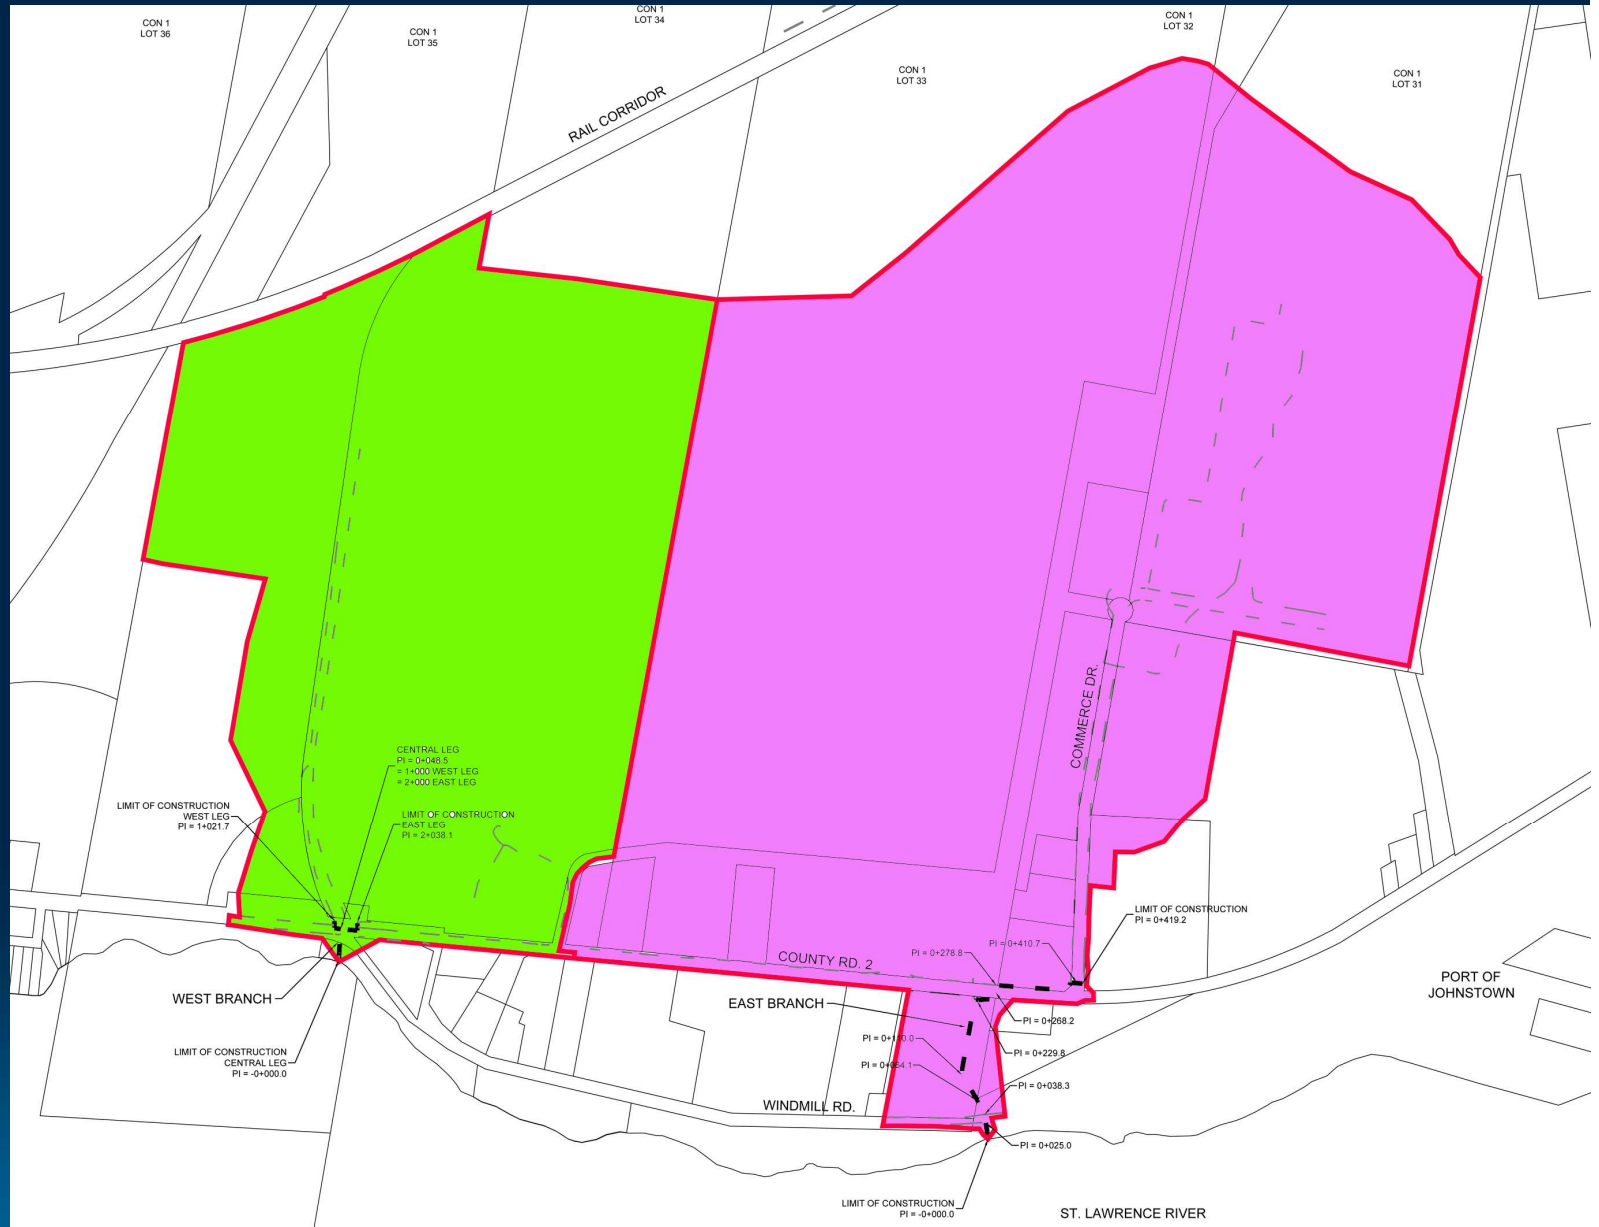 CON 1
LOT 36
CON 1
LOT 35
CON 1
LOT 34
CON 1
LOT 33
CON 1
LOT 32
CON 1
LOT 31
RAIL CORRIDOR
COMMERCE DR.
CENTRAL LEG
PI = 0+048.5
= 1+000 WEST LEG
= 2+000 EAST LEG
LIMIT OF CONSTRUCTION
WEST LEG
PI = 1+021.7
LIMIT OF CONSTRUCTION
EAST LEG
PI = 2+038.1
LIMIT OF CONSTRUCTION
PI = 0+419.2
PI = 0+410.7
PI = 0+278.8
COUNTY RD. 2
WEST BRANCH
EAST BRANCH
PORT OF
JOHNSTOWN
PI = 0+268.2
PI = 0+229.8
LIMIT OF CONSTRUCTION
CENTRAL LEG
PI = -0+000.0
PI = 0+038.3
WINDMILL RD.
PI = 0+025.0
LIMIT OF CONSTRUCTION
PI = -0+000.0
ST. LAWRENCE RIVER